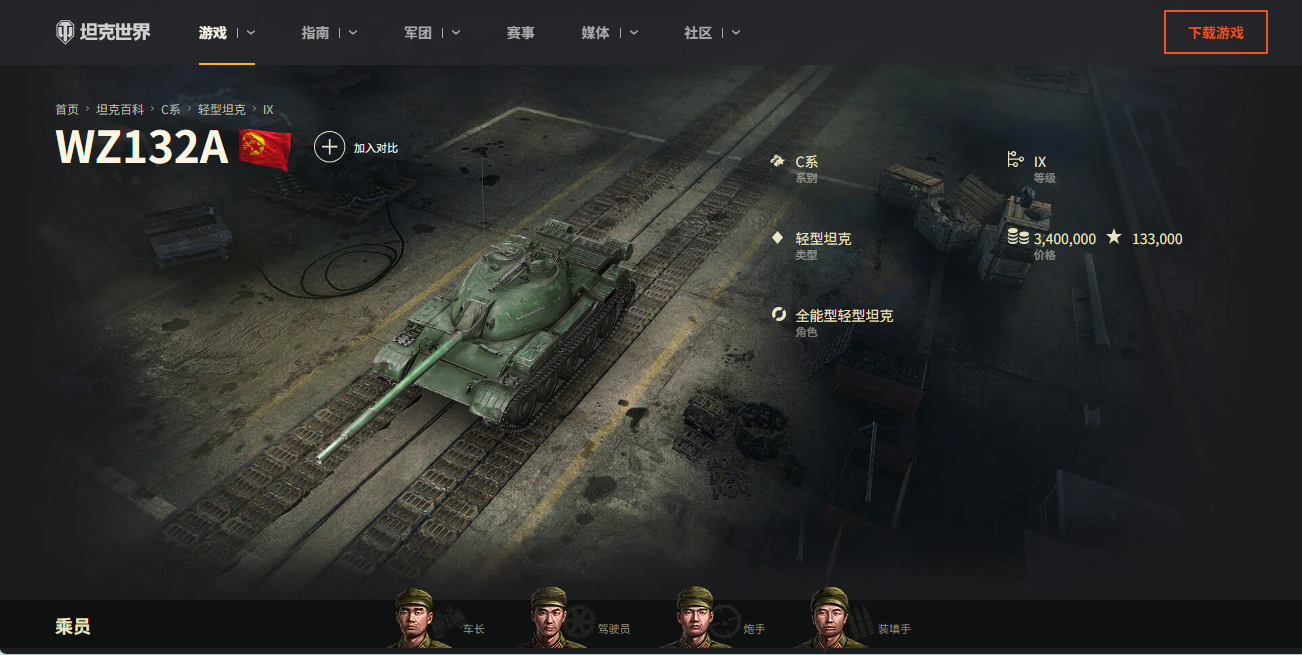 坦克世界 游戏 指南 军团 赛事 媒体 社区 下载游戏
首页 > 坦克百科 > C系 > 轻型坦克 > IX
WZ132A 加入对比
C系 IX
系别 等级
轻型坦克 3,400,000 133,000
类型 价格
全能型轻型坦克
角色
乘员 车长 驾驶员 炮手 装填手